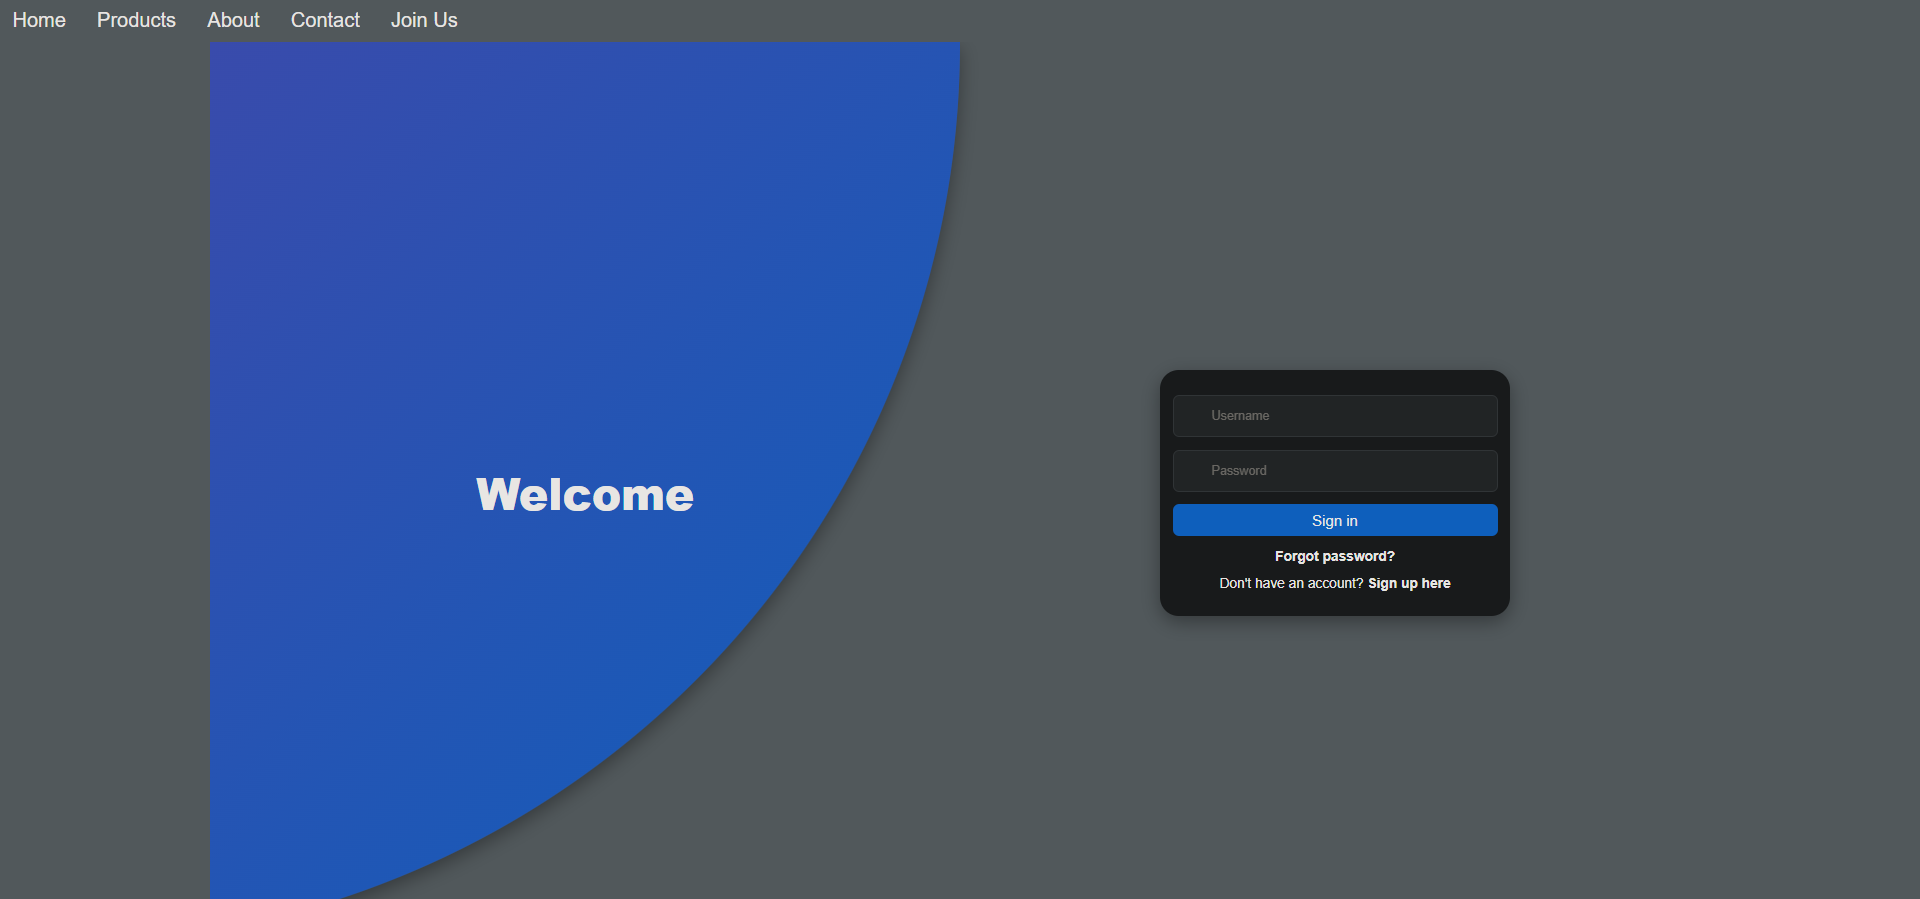 Home Products About Contact Join Us
Welcome
Username
Password
Sign in
Forgot password?
Don't have an account? Sign up here